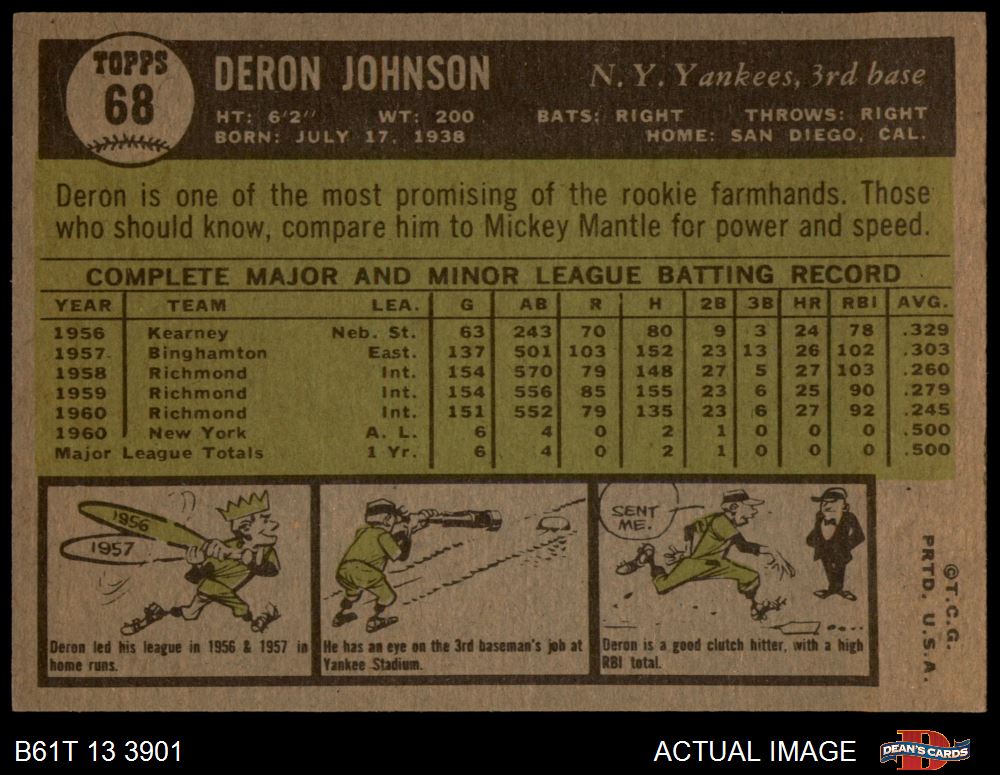 TOPPS
68
DERON JOHNSON
N. Y. Yankees, 3rd base
HT: 6'2" WT: 200 BATS: RIGHT THROWS: RIGHT
BORN: JULY 17, 1938 HOME: SAN DIEGO, CAL.
Deron is one of the most promising of the rookie farmhands. Those
who should know, compare him to Mickey Mantle for power and speed.
COMPLETE MAJOR AND MINOR LEAGUE BATTING RECORD
YEAR TEAM LEA. G AB R H 2B 3B HR RBI AVG.
1956 Kearney Neb. St. 63 243 70 80 9 3 24 78 .329
1957 Binghamton East. 137 501 103 152 23 13 26 102 .303
1958 Richmond Int. 154 570 79 148 27 5 27 103 .260
1959 Richmond Int. 154 556 85 155 23 6 25 90 .279
1960 Richmond Int. 151 552 79 135 23 6 27 92 .245
1960 New York A. L. 6 4 0 2 1 0 0 0 .500
Major League Totals 1 Yr. 6 4 0 2 1 0 0 0 .500
1956
1957
Deron led his league in 1956 & 1957 in
home runs.
He has an eye on the 3rd baseman's job at
Yankee Stadium.
SENT
ME.
Deron is a good clutch hitter, with a high
RBI total.
©T.C.G.
PRTD. U.S.A.
B61T 13 3901
ACTUAL IMAGE
DEAN'S CARDS